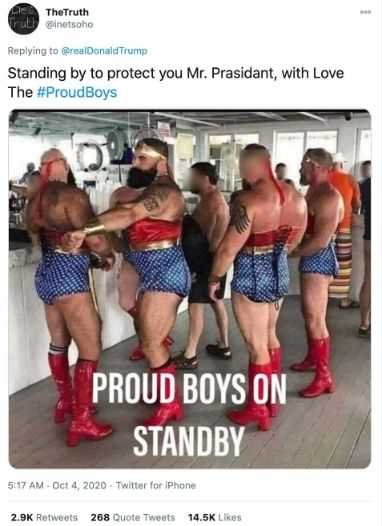 Lies
Truth
TheTruth
@inetsoho
Replying to @realDonaldTrump
Standing by to protect you Mr. Prasidant, with Love
The #ProudBoys
PROUD BOYS ON
STANDBY
5:17 AM · Oct 4, 2020 · Twitter for iPhone
2.9K Retweets 268 Quote Tweets 14.5K Likes